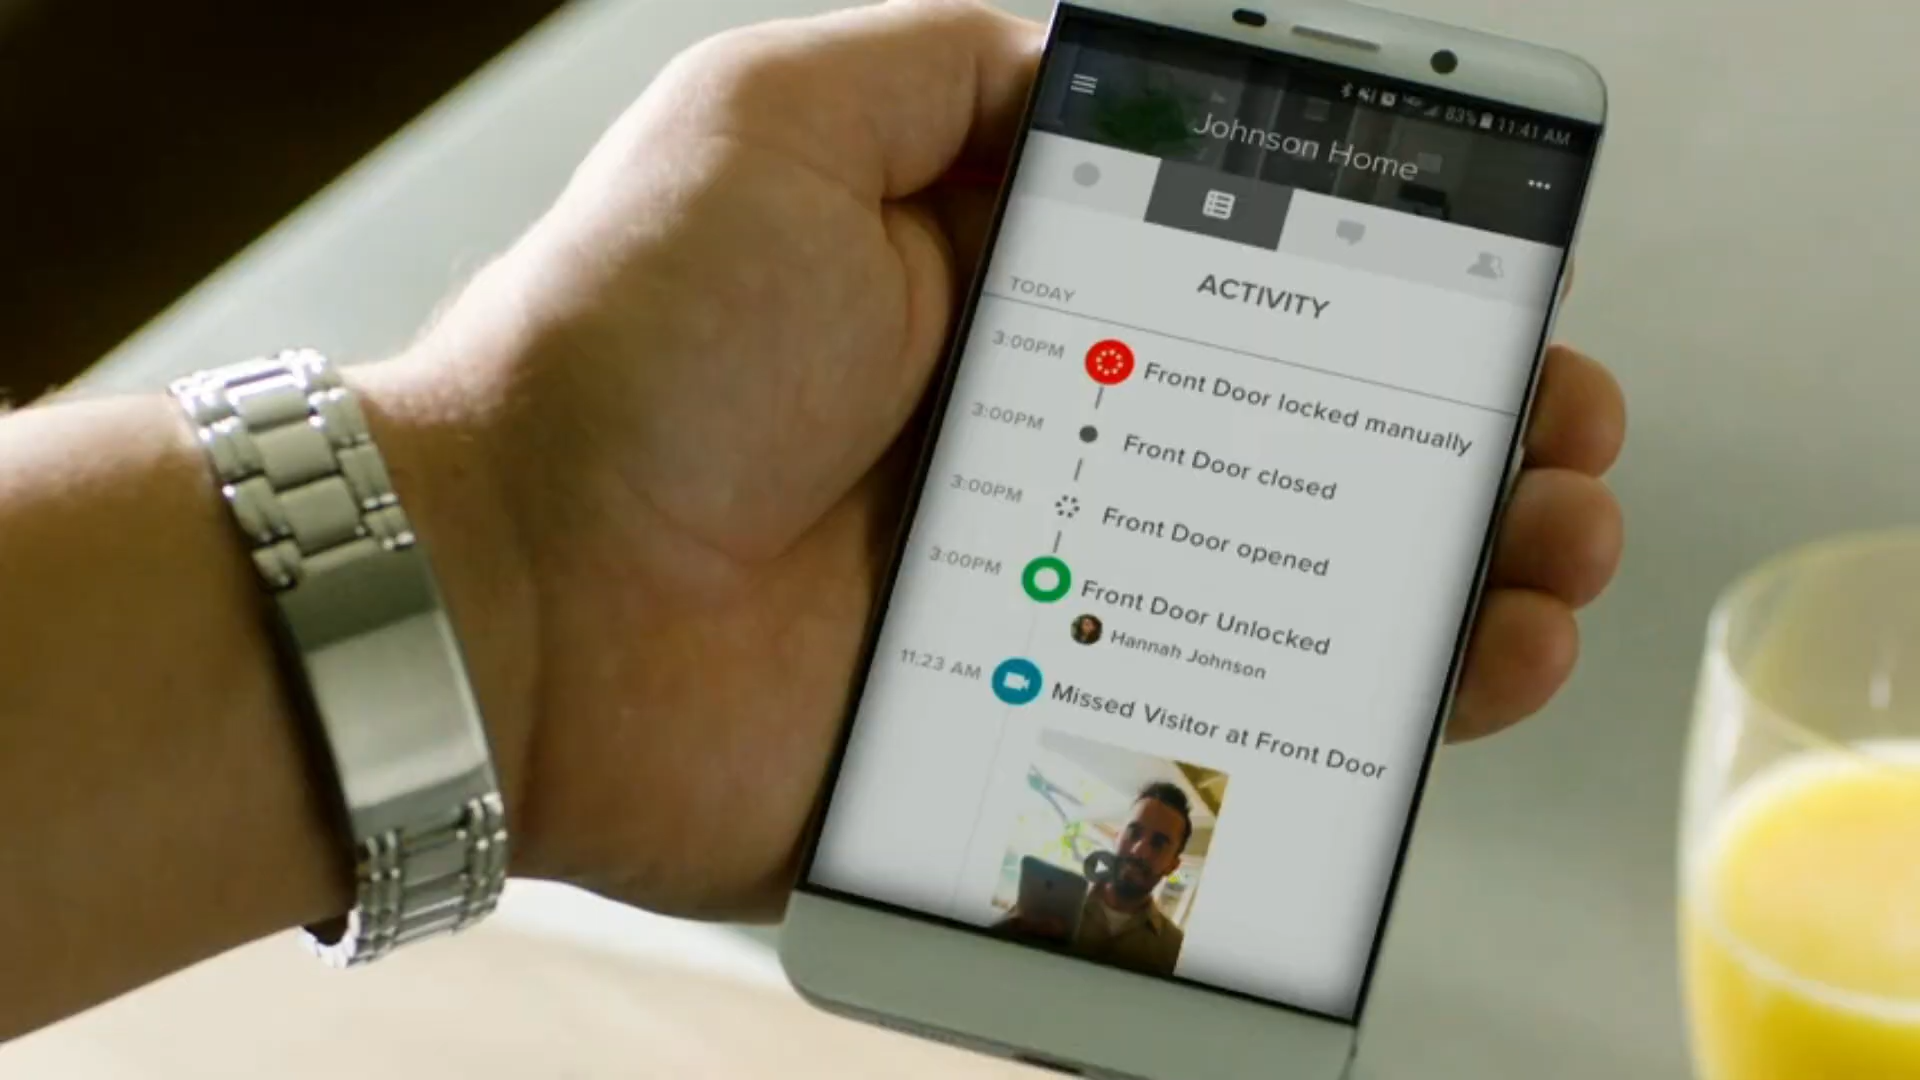 83% 11:41 AM
Johnson Home
ACTIVITY
TODAY
3:00PM Front Door locked manually
3:00PM Front Door closed
3:00PM Front Door opened
3:00PM Front Door Unlocked
Hannah Johnson
11:23 AM Missed Visitor at Front Door